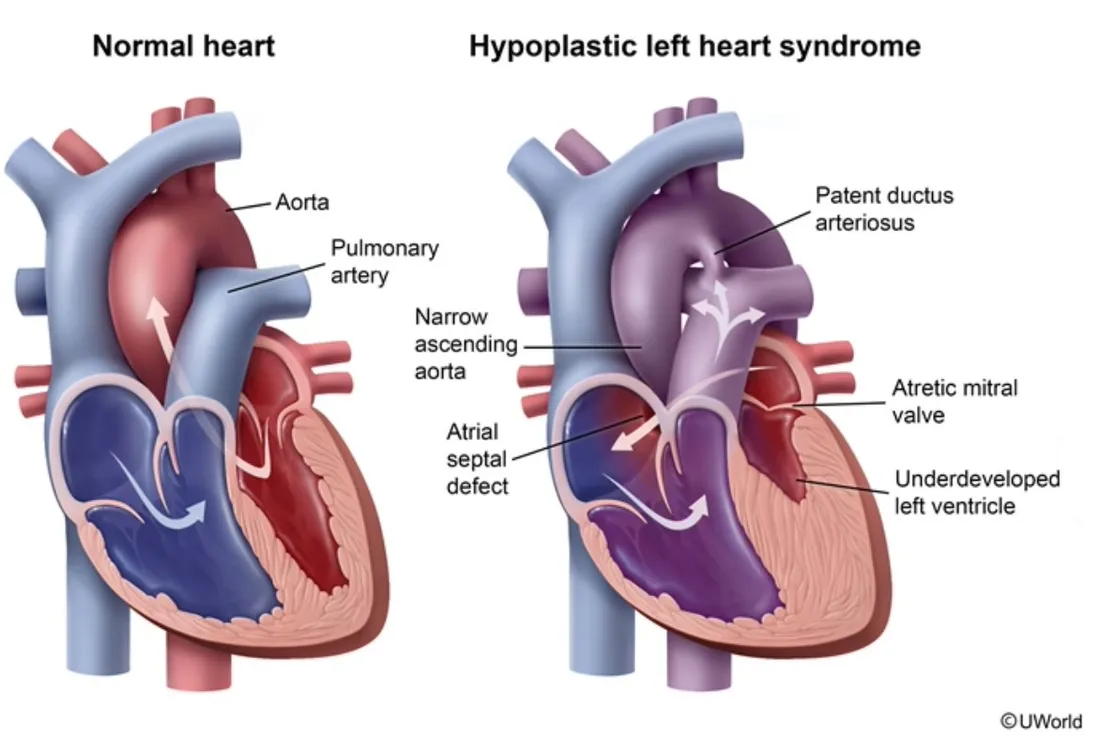 Normal heart
Aorta
Pulmonary
artery
Hypoplastic left heart syndrome
Patent ductus
arteriosus
Narrow
ascending
aorta
Atrial
septal
defect
Atretic mitral
valve
Underdeveloped
left ventricle
©UWorld